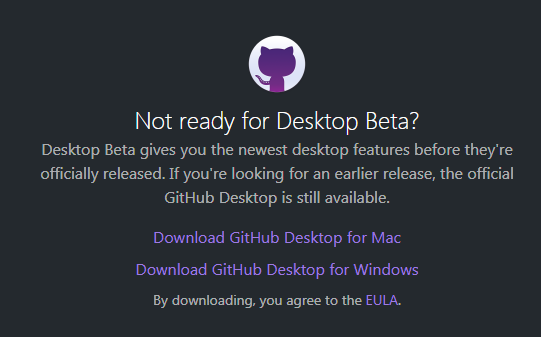 Not ready for Desktop Beta?
Desktop Beta gives you the newest desktop features before they're
officially released. If you're looking for an earlier release, the official
GitHub Desktop is still available.
Download GitHub Desktop for Mac
Download GitHub Desktop for Windows
By downloading, you agree to the EULA.